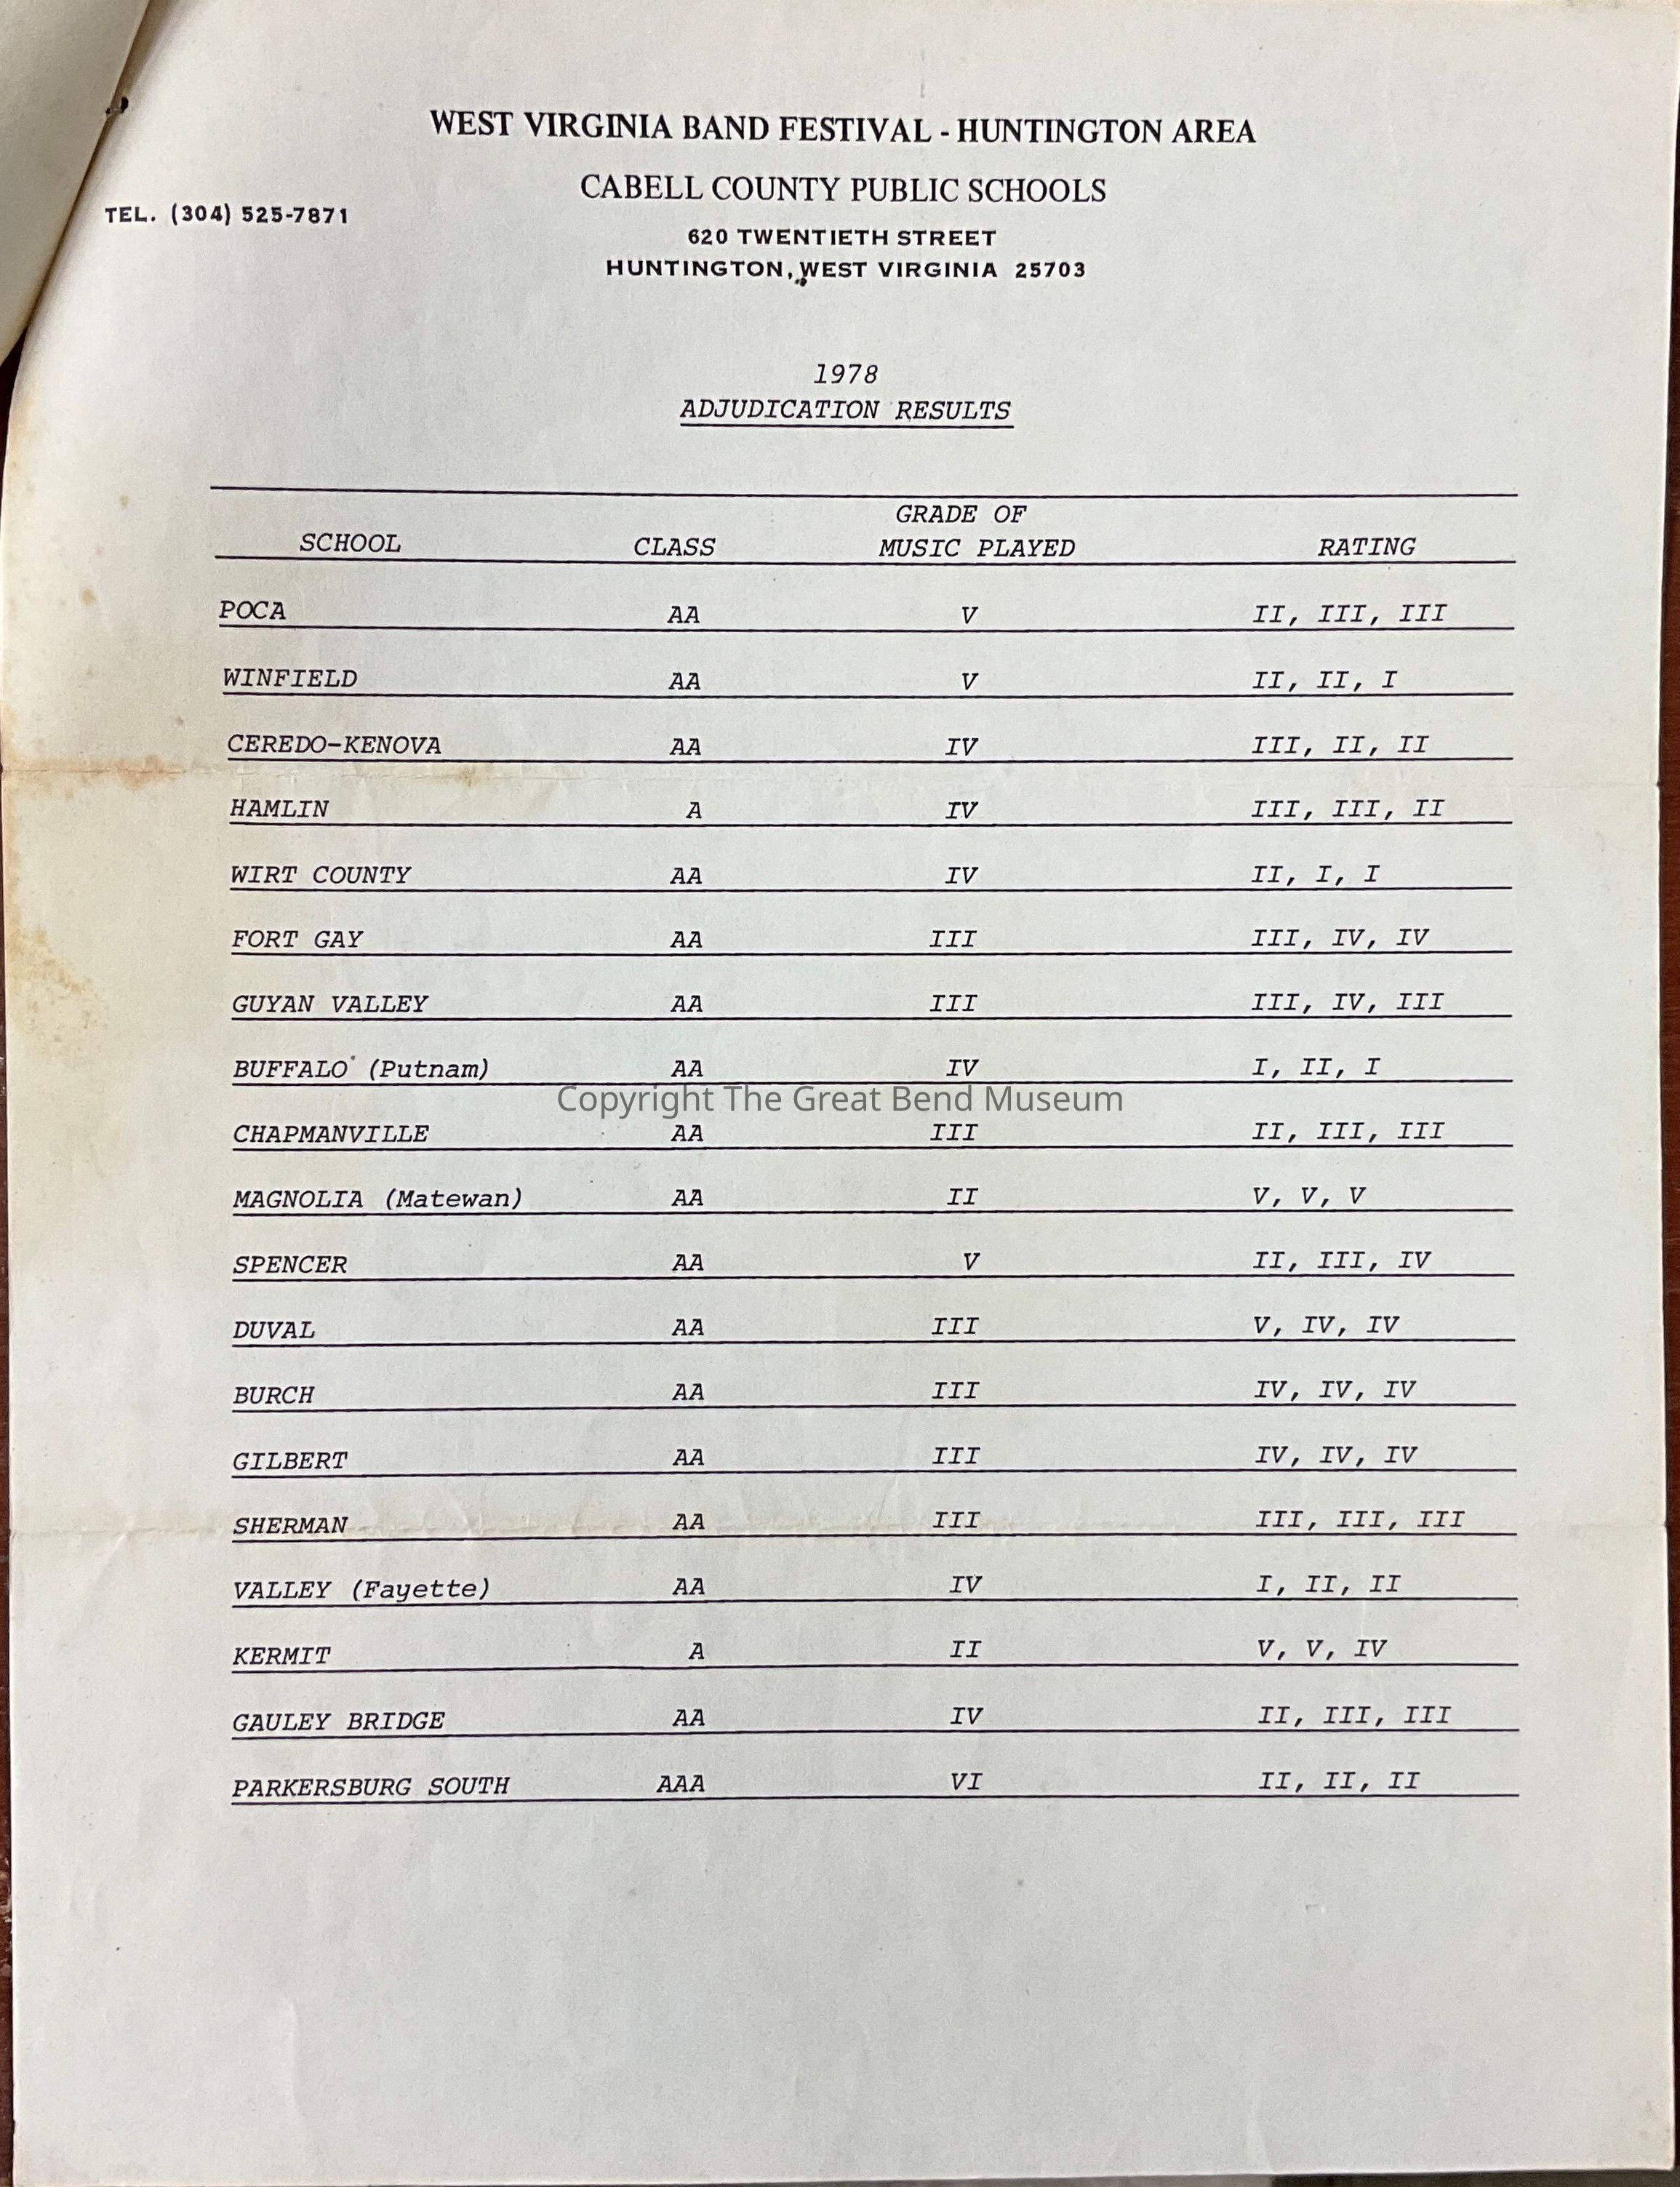 WEST VIRGINIA BAND FESTIVAL - HUNTINGTON AREA
CABELL COUNTY PUBLIC SCHOOLS
TEL. (304) 525-7871
620 TWENTIETH STREET
HUNTINGTON, WEST VIRGINIA 25703
1978
ADJUDICATION RESULTS
GRADE OF
SCHOOL CLASS MUSIC PLAYED RATING
POCA AA V II, III, III
WINFIELD AA V II, II, I
CEREDO-KENOVA AA IV III, II, II
HAMLIN A IV III, III, II
WIRT COUNTY AA IV II, I, I
FORT GAY AA III III, IV, IV
GUYAN VALLEY AA III III, IV, III
BUFFALO (Putnam) AA IV I, II, I
Copyright The Great Bend Museum
CHAPMANVILLE AA III II, III, III
MAGNOLIA (Matewan) AA II V, V, V
SPENCER AA V II, III, IV
DUVAL AA III V, IV, IV
BURCH AA III IV, IV, IV
GILBERT AA III IV, IV, IV
SHERMAN AA III III, III, III
VALLEY (Fayette) AA IV I, II, II
KERMIT A II V, V, IV
GAULEY BRIDGE AA IV II, III, III
PARKERSBURG SOUTH AAA VI II, II, II